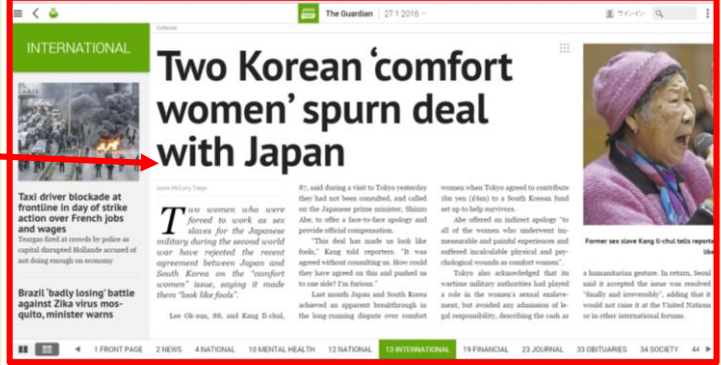 The Guardian | 27 1 2016
サインイン
Editorial
INTERNATIONAL
Two Korean ‘comfort
women’ spurn deal
with Japan
Taxi driver blockade at
frontline in day of strike
action over French jobs
and wages
Teargas fired at crowds by police as
capital disrupted Hollande accused of
not doing enough on economy
Brazil ‘badly losing’ battle
against Zika virus mos-
quito, minister warns
Justin McCurry Tokyo
Two women who were
forced to work as sex
slaves for the Japanese
military during the second world
war have rejected the recent
agreement between Japan and
South Korea on the “comfort
women” issue, saying it made
them “look like fools”.
Lee Ok-sun, 89, and Kang Il-chul,
87, said during a visit to Tokyo yesterday
they had not been consulted, and called
on the Japanese prime minister, Shinzo
Abe, to offer a face-to-face apology and
provide official compensation.
“This deal has made us look like
fools,” Kang told reporters. “It was
agreed without consulting us. How could
they have agreed on this and pushed us
to one side? I’m furious.”
Last month Japan and South Korea
achieved an apparent breakthrough in
the long-running dispute over comfort
women when Tokyo agreed to contribute
1bn yen (£6m) to a South Korean fund
set up to help survivors.
Abe offered an indirect apology “to
all of the women who underwent im-
measurable and painful experiences and
suffered incalculable physical and psy-
chological wounds as comfort women”.
Tokyo also acknowledged that its
wartime military authorities had played
a role in the women’s sexual enslave-
ment, but avoided any admission of le-
gal responsibility, describing the cash as
Former sex slave Kang Il-chul tells reporte
like
a humanitarian gesture. In return, Seoul
said it accepted the issue was resolved
“finally and irreversibly”, adding that it
would not raise it at the United Nations
or in other international forums.
1 FRONT PAGE
2 NEWS
4 NATIONAL
10 MENTAL HEALTH
12 NATIONAL
13 INTERNATIONAL
19 FINANCIAL
23 JOURNAL
33 OBITUARIES
34 SOCIETY
44